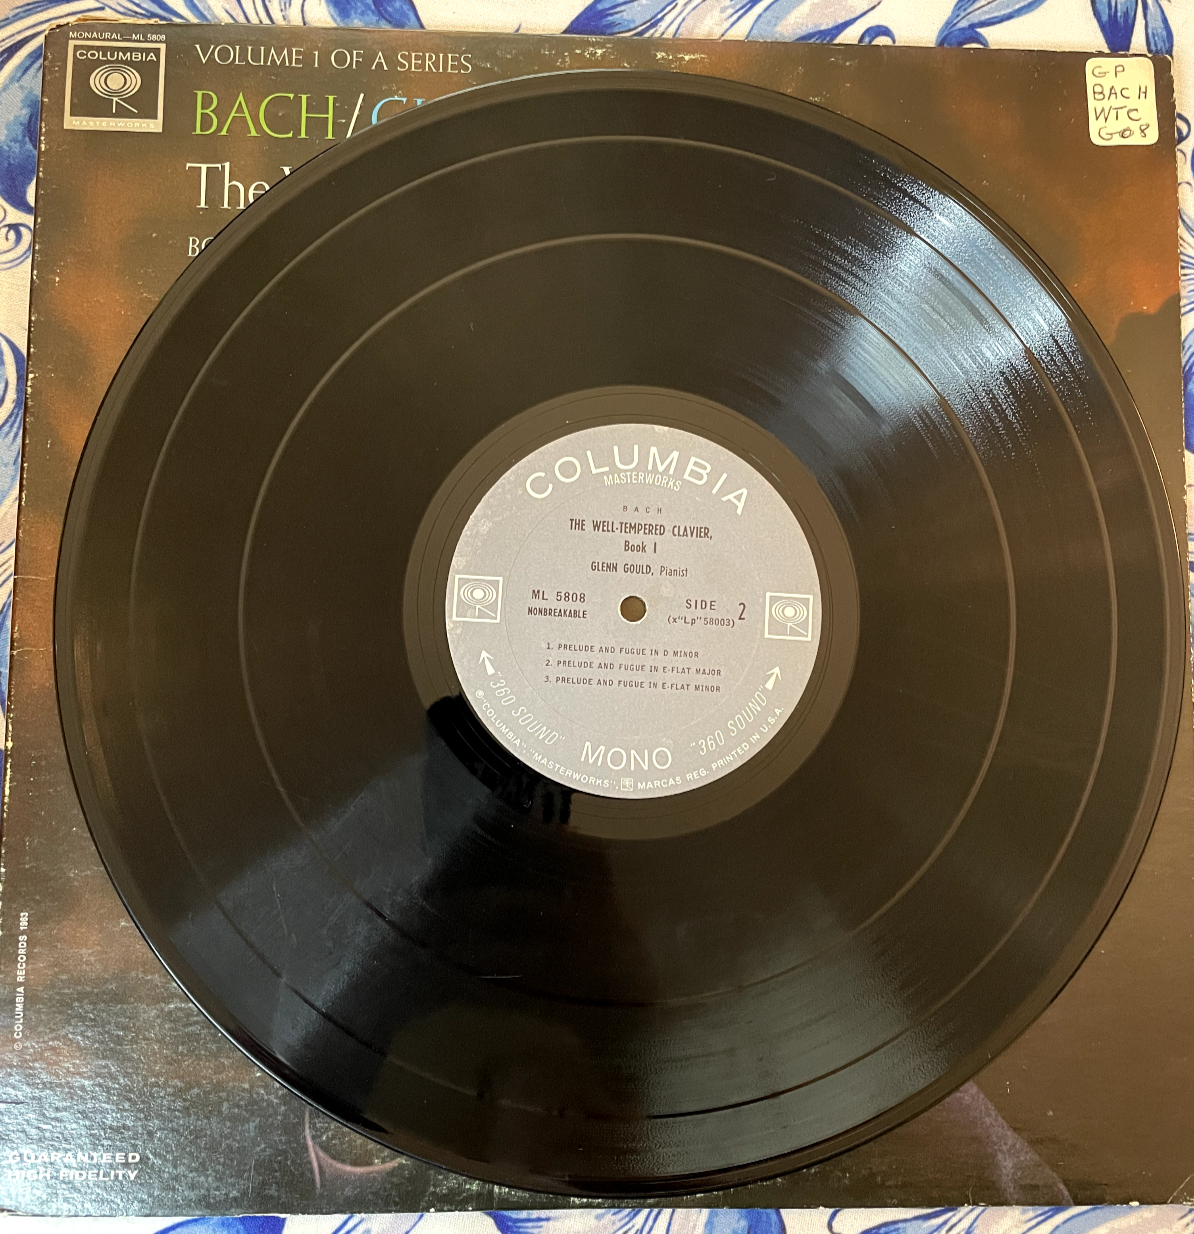 MONAURAL—ML 5808
COLUMBIA
MASTERWORKS
VOLUME 1 OF A SERIES
BACH/
The
GP
BACH
WTC
GO8
COLUMBIA
MASTERWORKS
BACH
THE WELL-TEMPERED CLAVIER,
Book I
GLENN GOULD, Pianist
ML 5808
NONBREAKABLE
SIDE 2
(x"Lp"58003)
1. PRELUDE AND FUGUE IN D MINOR
2. PRELUDE AND FUGUE IN E-FLAT MAJOR
3. PRELUDE AND FUGUE IN E-FLAT MINOR
"360 SOUND" MONO "360 SOUND"
® "COLUMBIA", "MASTERWORKS", MARCAS REG. PRINTED IN U.S.A.
© COLUMBIA RECORDS 1963
GUARANTEED
HIGH FIDELITY